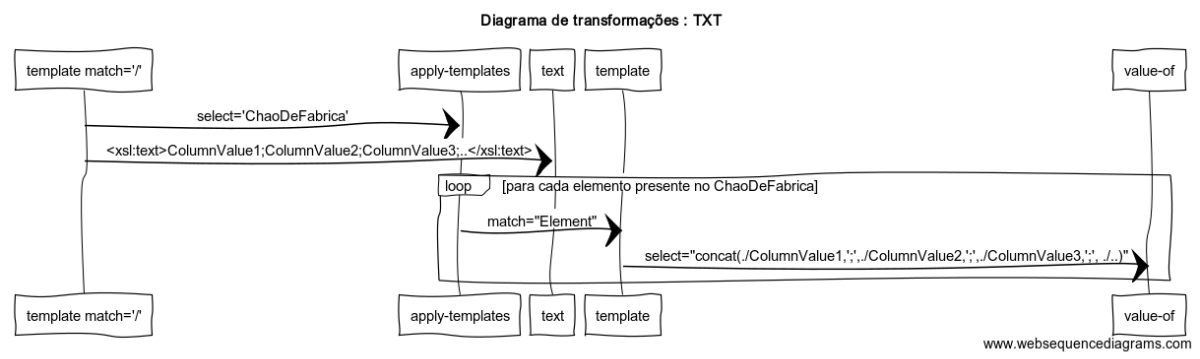 Diagrama de transformações : TXT
template match='/'
apply-templates
text
template
value-of
select='ChaoDeFabrica'
<xsl:text>ColumnValue1;ColumnValue2;ColumnValue3;..</xsl:text>
loop
[para cada elemento presente no ChaoDeFabrica]
match="Element"
select="concat(./ColumnValue1,';',./ColumnValue2,';',./ColumnValue3,';', ./..)"
template match='/'
apply-templates
text
template
value-of
www.websequencediagrams.com